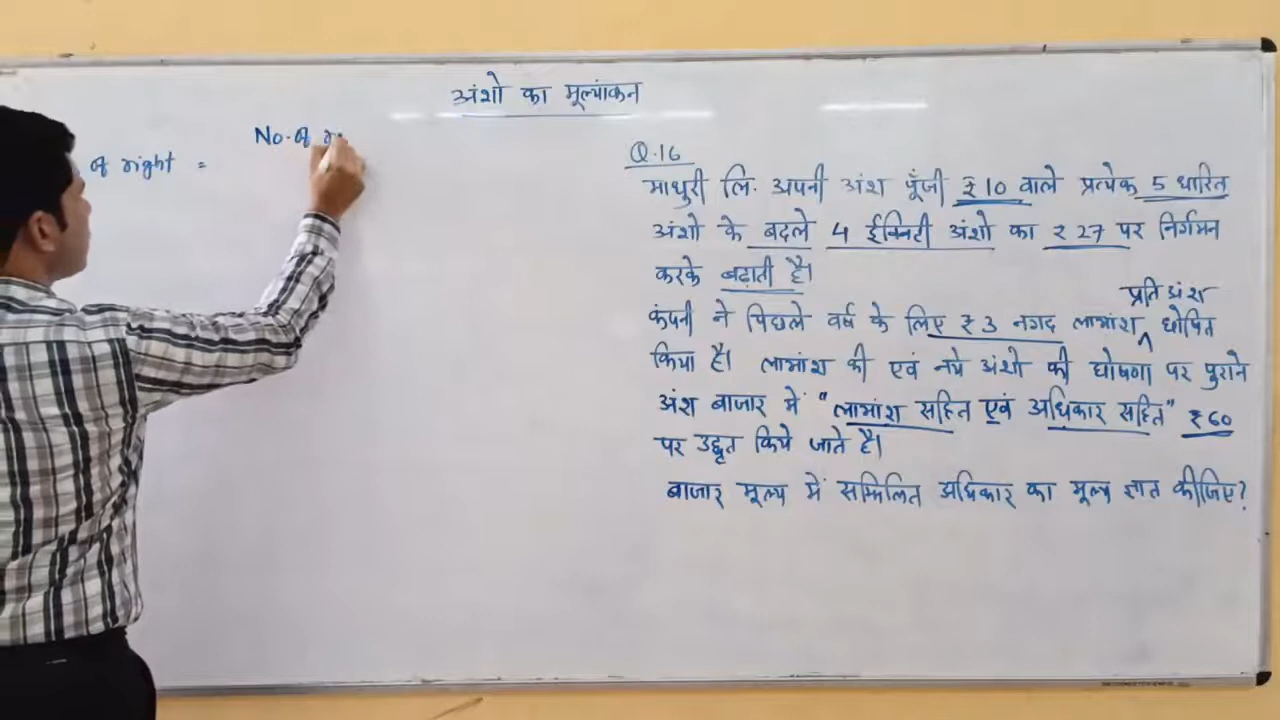 अंशो का मूल्यांकन
No. of
of right =
Q.16
माधुरी लि. अपनी अंश पूँजी ₹10 वाले प्रत्येक 5 धारित
अंशो के बदले 4 ईक्विटी अंशो का ₹ 27 पर निर्गमन
करके बढ़ाती है।
प्रति अंश
कंपनी ने पिछले वर्ष के लिए ₹ 3 नगद लाभांश ^ घोषित
किया है। लाभांश की एवं नये अंशो की घोषणा पर पुराने
अंश बाजार में "लाभांश सहित एवं अधिकार सहित" ₹60
पर उद्धृत किये जाते है।
बाजार मूल्य में सम्मिलित अधिकार का मूल्य ज्ञात कीजिए?